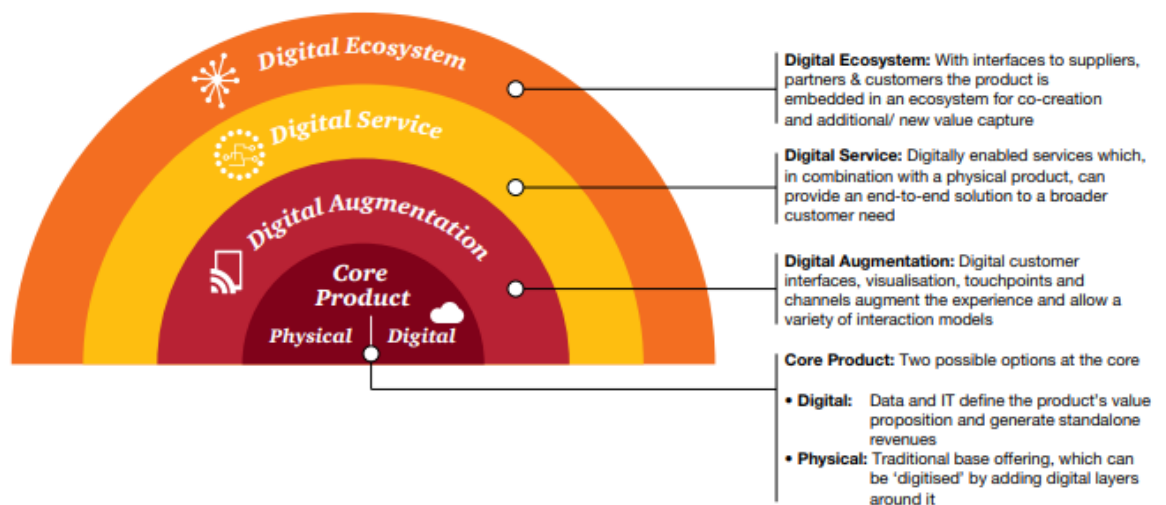 Digital Ecosystem
Digital Service
Digital Augmentation
Core
Product
Physical | Digital
Digital Ecosystem: With interfaces to suppliers,
partners & customers the product is
embedded in an ecosystem for co-creation
and additional/ new value capture
Digital Service: Digitally enabled services which,
in combination with a physical product, can
provide an end-to-end solution to a broader
customer need
Digital Augmentation: Digital customer
interfaces, visualisation, touchpoints and
channels augment the experience and allow a
variety of interaction models
Core Product: Two possible options at the core
• Digital: Data and IT define the product's value
proposition and generate standalone
revenues
• Physical: Traditional base offering, which can
be 'digitised' by adding digital layers
around it